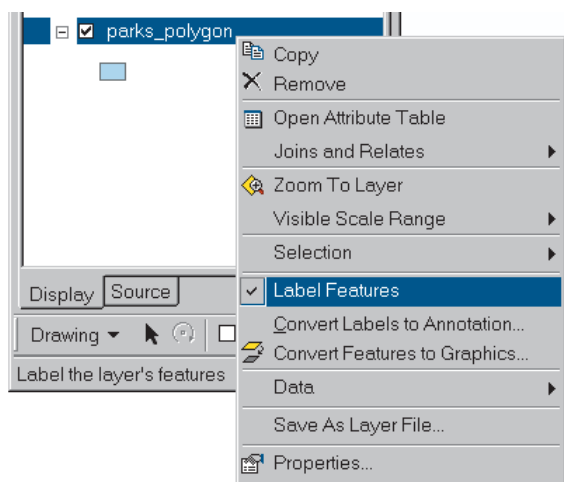 parks_polygon
Copy
Remove
Open Attribute Table
Joins and Relates
Zoom To Layer
Visible Scale Range
Selection
Label Features
Convert Labels to Annotation...
Convert Features to Graphics...
Data
Save As Layer File...
Properties...
Display Source
Drawing
Label the layer's features